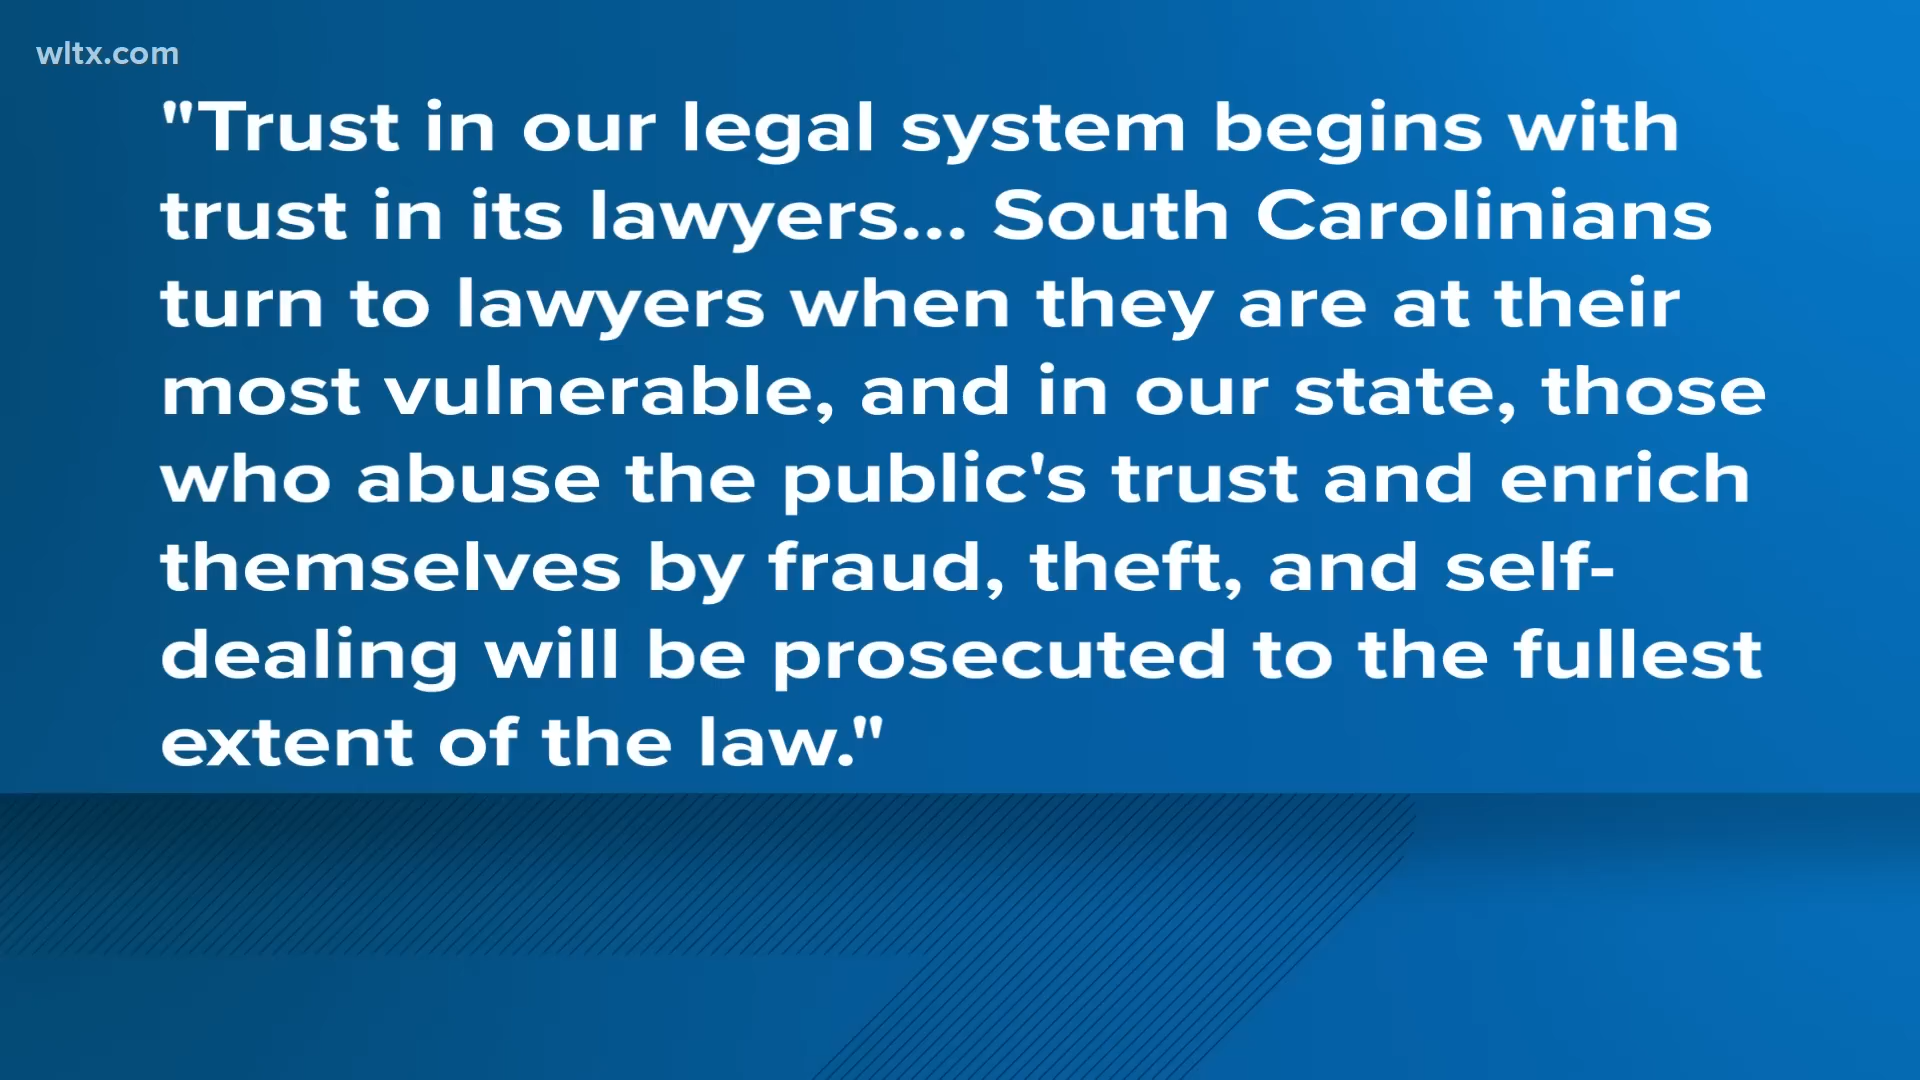 wltx.com
"Trust in our legal system begins with
trust in its lawyers... South Carolinians
turn to lawyers when they are at their
most vulnerable, and in our state, those
who abuse the public's trust and enrich
themselves by fraud, theft, and self-
dealing will be prosecuted to the fullest
extent of the law."